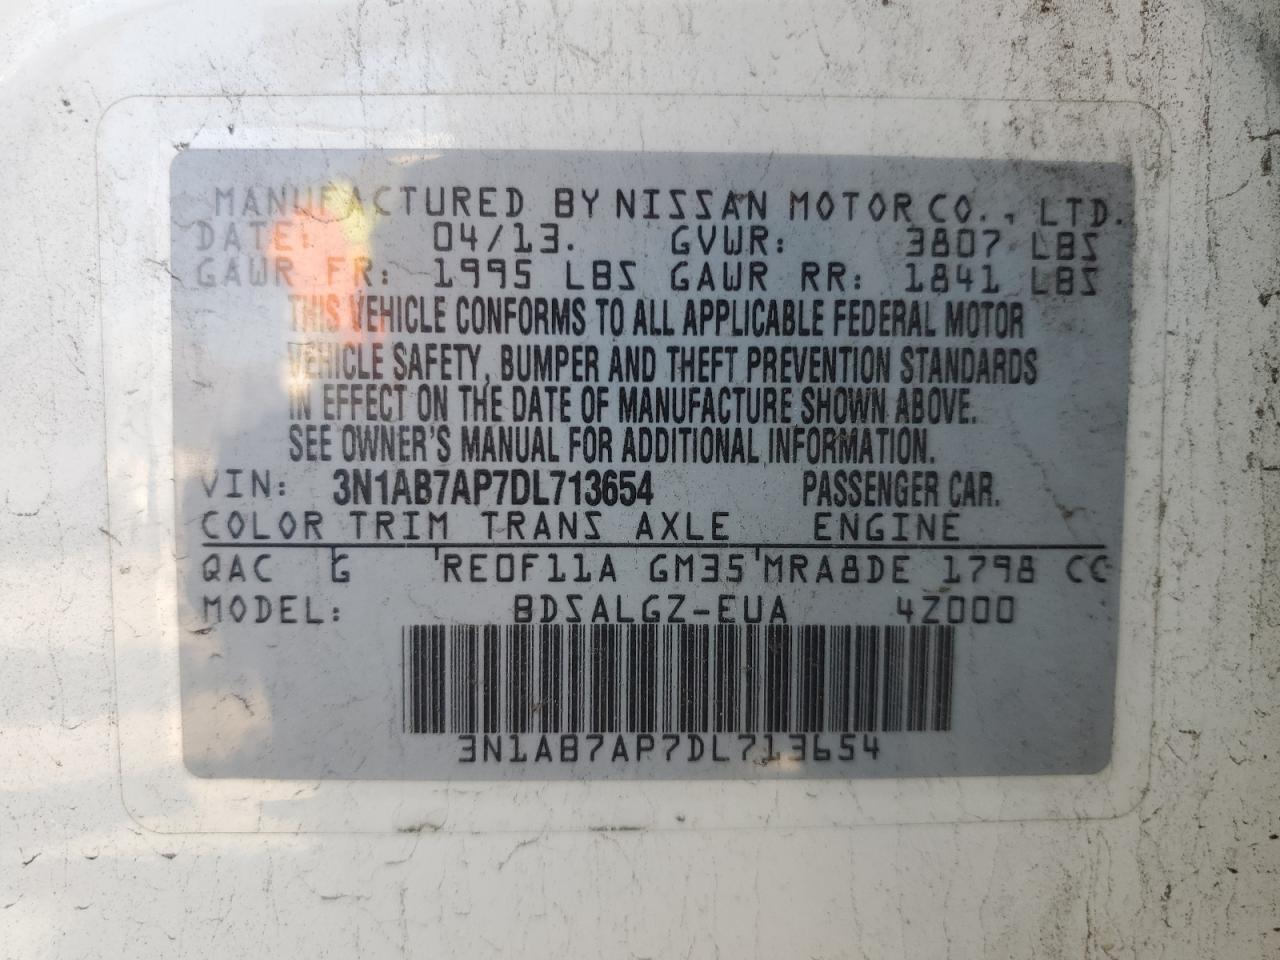 MANUFACTURED BY NISSAN MOTOR CO., LTD.
DATE: 04/13. GVWR: 3807 LBS
GAWR FR: 1995 LBS GAWR RR: 1841 LBS
THIS VEHICLE CONFORMS TO ALL APPLICABLE FEDERAL MOTOR
VEHICLE SAFETY, BUMPER AND THEFT PREVENTION STANDARDS
IN EFFECT ON THE DATE OF MANUFACTURE SHOWN ABOVE.
SEE OWNER'S MANUAL FOR ADDITIONAL INFORMATION.
VIN: 3N1AB7AP7DL713654 PASSENGER CAR.
COLOR TRIM TRANS AXLE ENGINE
QAC G RE0F11A GM35 MRA8DE 1798 CC
MODEL: BDSALGZ-EUA 4Z000
3N1AB7AP7DL713654